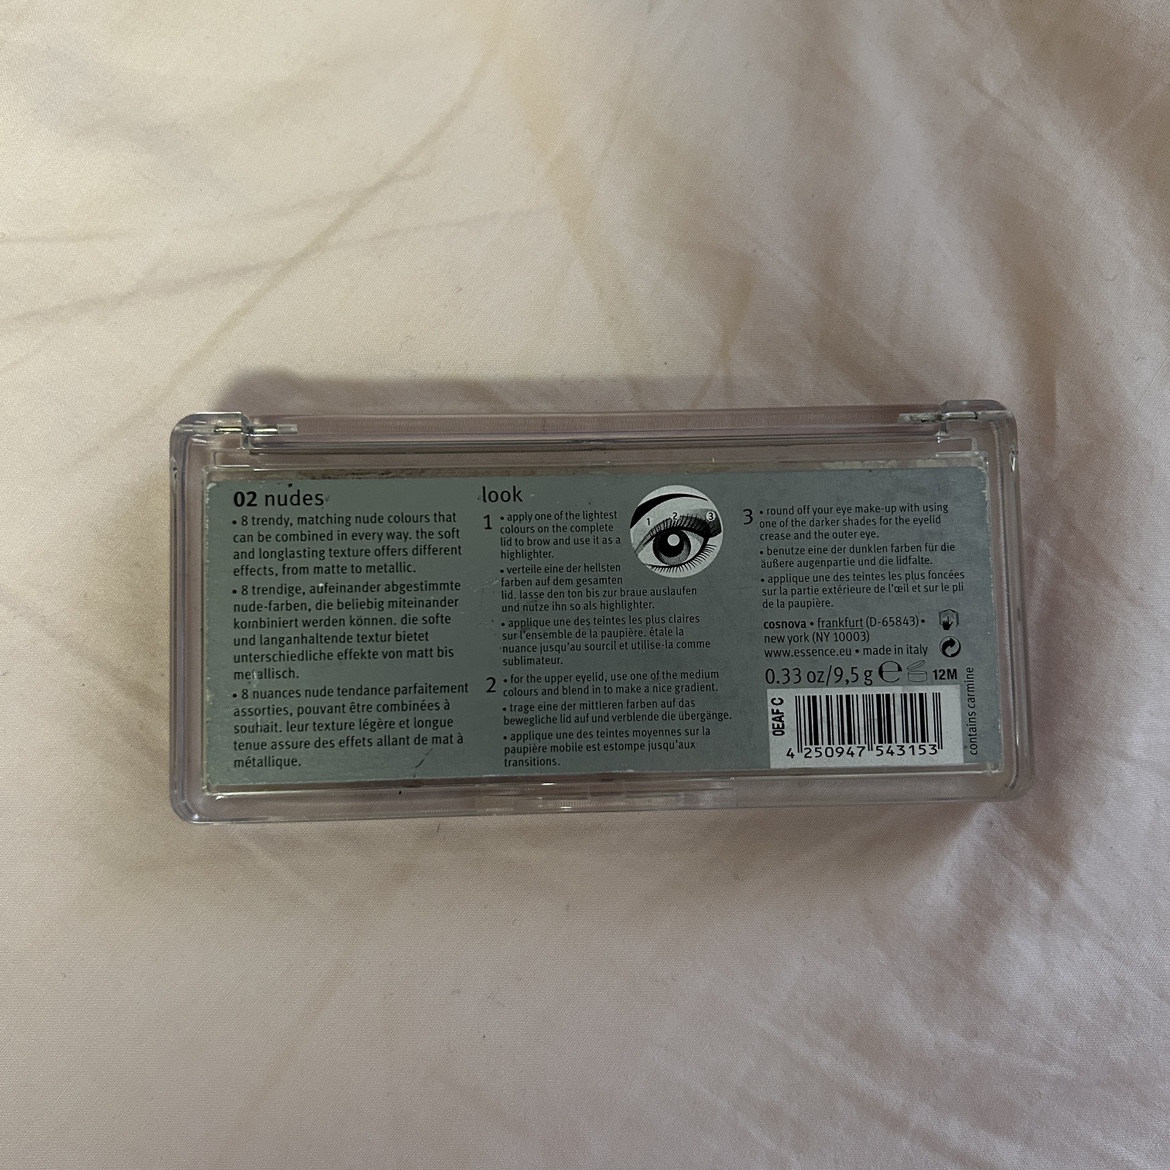 02 nudes
• 8 trendy, matching nude colours that
can be combined in every way. the soft
and longlasting texture offers different
effects, from matte to metallic.
• 8 trendige, aufeinander abgestimmte
nude-farben, die beliebig miteinander
kombiniert werden können. die softe
und langanhaltende textur bietet
unterschiedliche effekte von matt bis
metallisch.
• 8 nuances nude tendance parfaitement
assorties, pouvant être combinées à
souhait. leur texture légère et longue
tenue assure des effets allant de mat à
métallique.
look
1 • apply one of the lightest
colours on the complete
lid to brow and use it as a
highlighter.
• verteile eine der hellsten
farben auf dem gesamten
lid. lasse den ton bis zur braue auslaufen
und nutze ihn so als highlighter.
• applique une des teintes les plus claires
sur l'ensemble de la paupière. étale la
nuance jusqu'au sourcil et utilise-la comme
sublimateur.
2 • for the upper eyelid, use one of the medium
colours and blend in to make a nice gradient.
• trage eine der mittleren farben auf das
bewegliche lid auf und verblende die übergänge.
• applique une des teintes moyennes sur la
paupière mobile est estompe jusqu'aux
transitions.
1 2 3
3 • round off your eye make-up with using
one of the darker shades for the eyelid
crease and the outer eye.
• benutze eine der dunklen farben für die
äußere augenpartie und die lidfalte.
• applique une des teintes les plus foncées
sur la partie extérieure de l'œil et sur le pli
de la paupière.
cosnova • frankfurt (D-65843) •
new york (NY 10003)
www.essence.eu • made in italy
0.33 oz/9,5 g e 12M
0EAF C
4 250947 543153
contains carmine